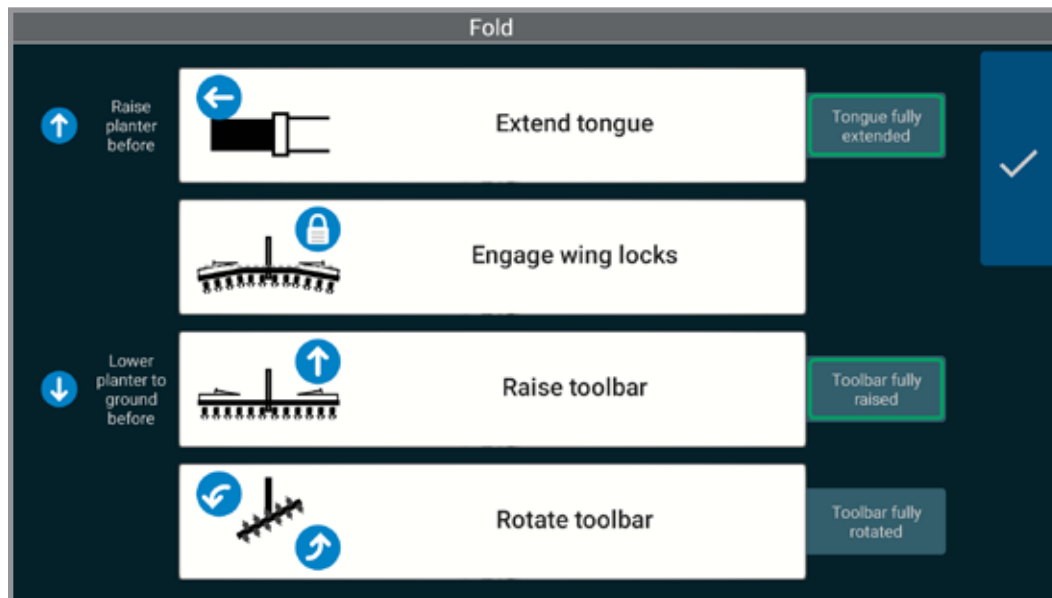 Fold
Raise
planter
before
Extend tongue
Tongue fully
extended
Engage wing locks
Lower
planter to
ground
before
Raise toolbar
Toolbar fully
raised
Rotate toolbar
Toolbar fully
rotated